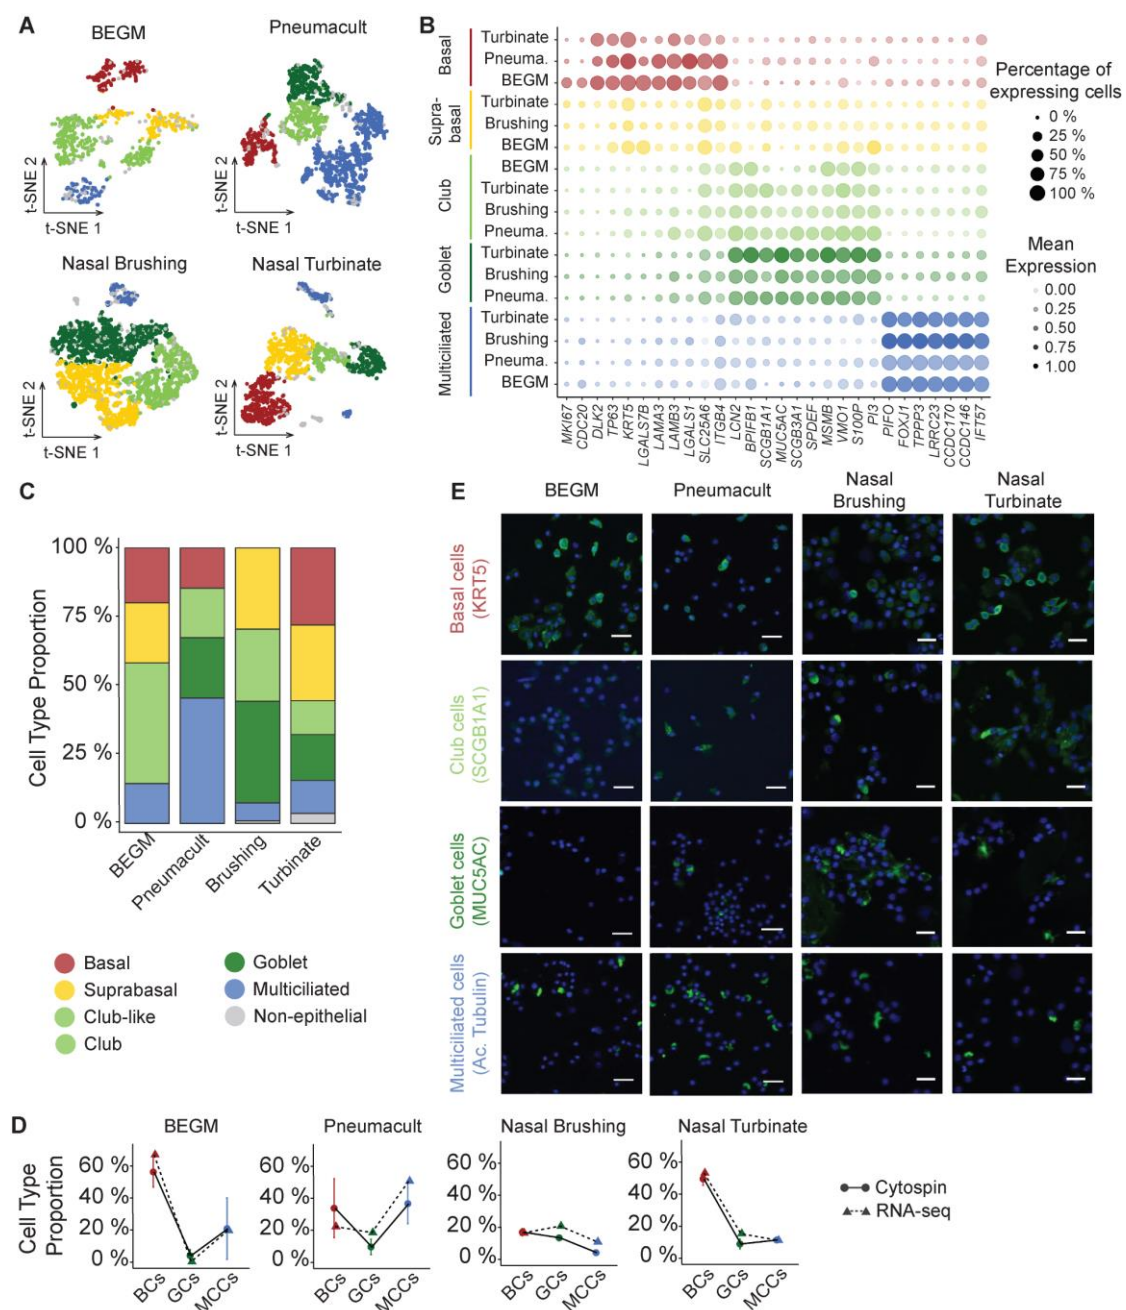 A
BEGM
Pneumacult
t-SNE 2
t-SNE 1
t-SNE 2
t-SNE 1
Nasal Brushing
Nasal Turbinate
t-SNE 2
t-SNE 1
t-SNE 2
t-SNE 1
B
Basal
Turbinate
Pneuma.
BEGM
Supra-
basal
Turbinate
Brushing
BEGM
Club
BEGM
Turbinate
Brushing
Pneuma.
Goblet
Turbinate
Brushing
Pneuma.
Multiciliated
Turbinate
Brushing
Pneuma.
BEGM
MKI67
CDC20
DLK2
TP63
KRT5
LGALS7B
LAMA3
LAMB3
LGALS1
SLC25A6
ITGB4
LCN2
BPIFB1
SCGB1A1
MUC5AC
SCGB3A1
SPDEF
MSMB
VMO1
S100P
PI3
PIFO
FOXJ1
TPPP3
LRRC23
CCDC170
CCDC146
IFT57
Percentage of
expressing cells
0 %
25 %
50 %
75 %
100 %
Mean
Expression
0.00
0.25
0.50
0.75
1.00
C
Cell Type Proportion
100 %
75 %
50 %
25 %
0 %
BEGM
Pneumacult
Brushing
Turbinate
Basal
Suprabasal
Club-like
Club
Goblet
Multiciliated
Non-epithelial
E
BEGM
Pneumacult
Nasal
Brushing
Nasal
Turbinate
Basal cells
(KRT5)
Club cells
(SCGB1A1)
Goblet cells
(MUC5AC)
Multiciliated cells
(Ac. Tubulin)
D
BEGM
Pneumacult
Nasal Brushing
Nasal Turbinate
Cell Type
Proportion
60 %
40 %
20 %
0 %
BCs
GCs
MCCs
60 %
40 %
20 %
0 %
BCs
GCs
MCCs
60 %
40 %
20 %
0 %
BCs
GCs
MCCs
60 %
40 %
20 %
0 %
BCs
GCs
MCCs
Cytospin
RNA-seq